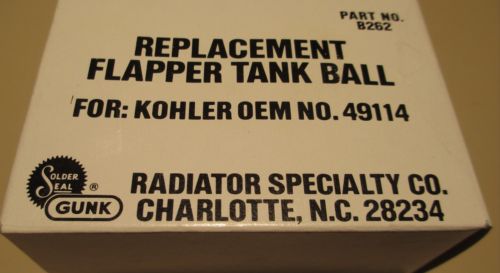 PART NO.
B262
REPLACEMENT
FLAPPER TANK BALL
FOR: KOHLER OEM NO. 49114
SOLDER
SEAL
GUNK
®
RADIATOR SPECIALTY CO.
CHARLOTTE, N.C. 28234